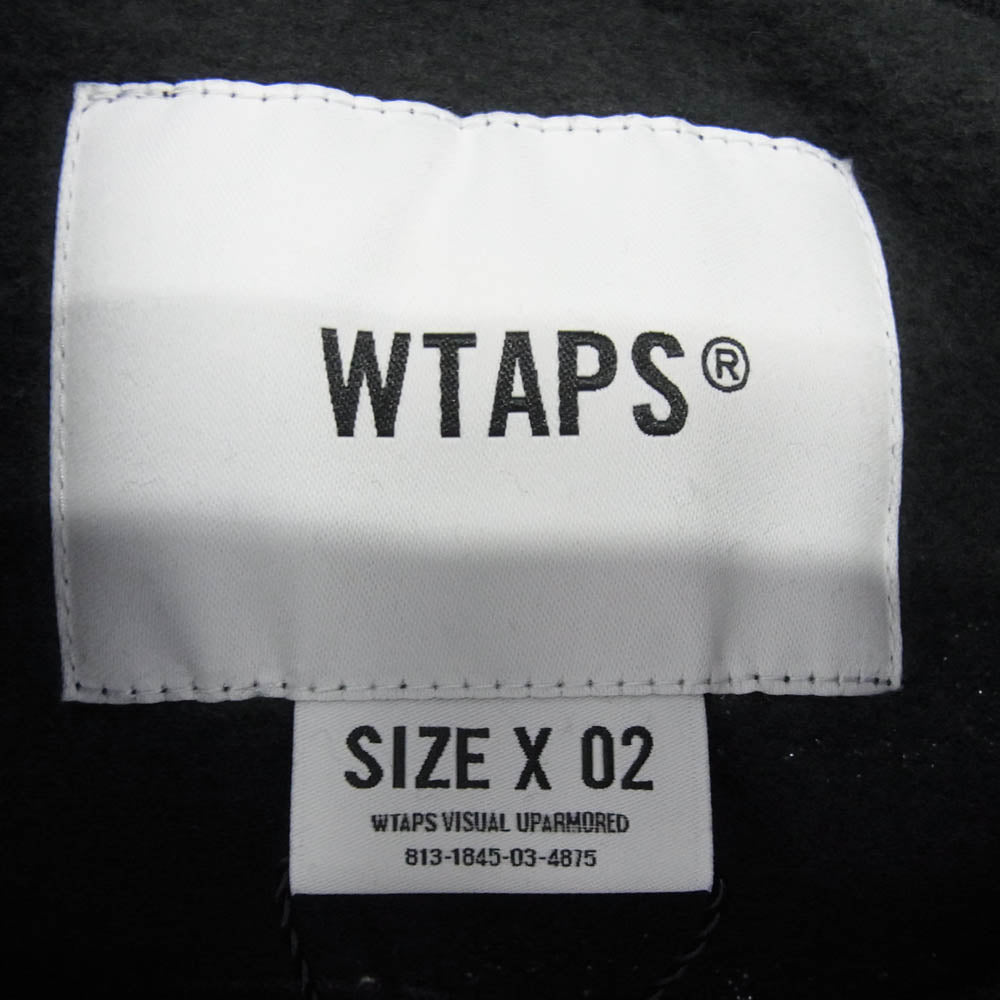 WTAPS®
SIZE X 02
WTAPS VISUAL UPARMORED
813-1845-03-4875